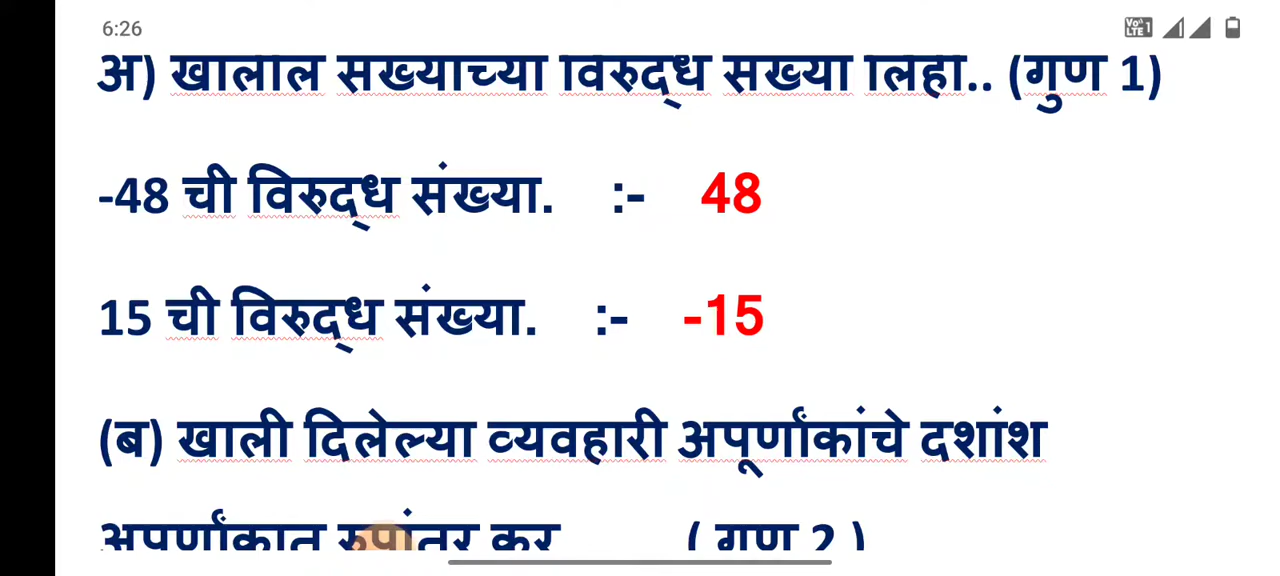 6:26
अ) खालील संख्याच्या विरुद्ध संख्या लिहा.. (गुण 1)
-48 ची विरुद्ध संख्या. :- 48
15 ची विरुद्ध संख्या. :- -15
(ब) खाली दिलेल्या व्यवहारी अपूर्णांकांचे दशांश
अपूर्णांकात रुपांतर कर ( गुण 2 )